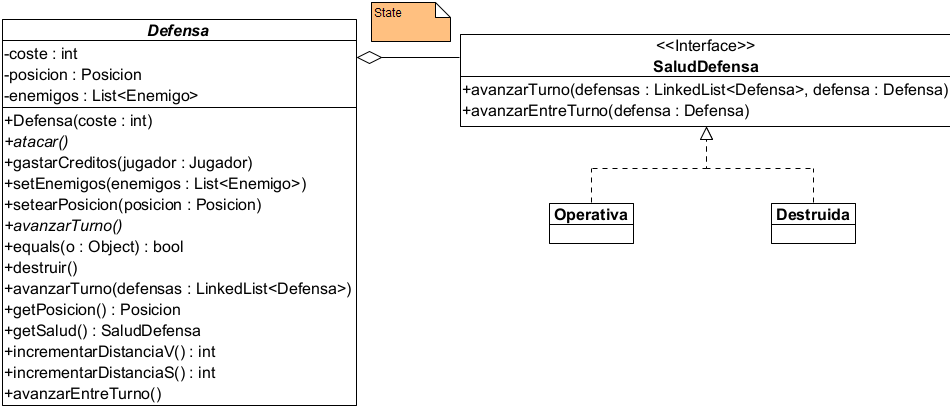 State
Defensa
-coste : int
-posicion : Posicion
-enemigos : List<Enemigo>
+Defensa(coste : int)
+atacar()
+gastarCreditos(jugador : Jugador)
+setEnemigos(enemigos : List<Enemigo>)
+setearPosicion(posicion : Posicion)
+avanzarTurno()
+equals(o : Object) : bool
+destruir()
+avanzarTurno(defensas : LinkedList<Defensa>)
+getPosicion() : Posicion
+getSalud() : SaludDefensa
+incrementarDistanciaV() : int
+incrementarDistanciaS() : int
+avanzarEntreTurno()
<<Interface>>
SaludDefensa
+avanzarTurno(defensas : LinkedList<Defensa>, defensa : Defensa)
+avanzarEntreTurno(defensa : Defensa)
Operativa
Destruida